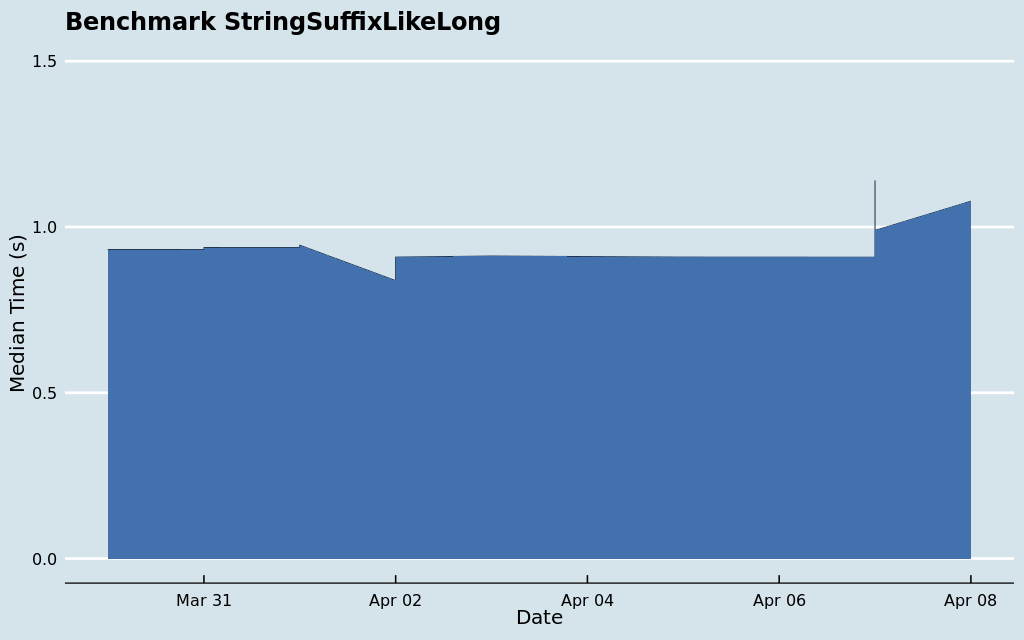 Benchmark StringSuffixLikeLong
1.5
1.0
0.5
0.0
Median Time (s)
Mar 31
Apr 02
Apr 04
Apr 06
Apr 08
Date